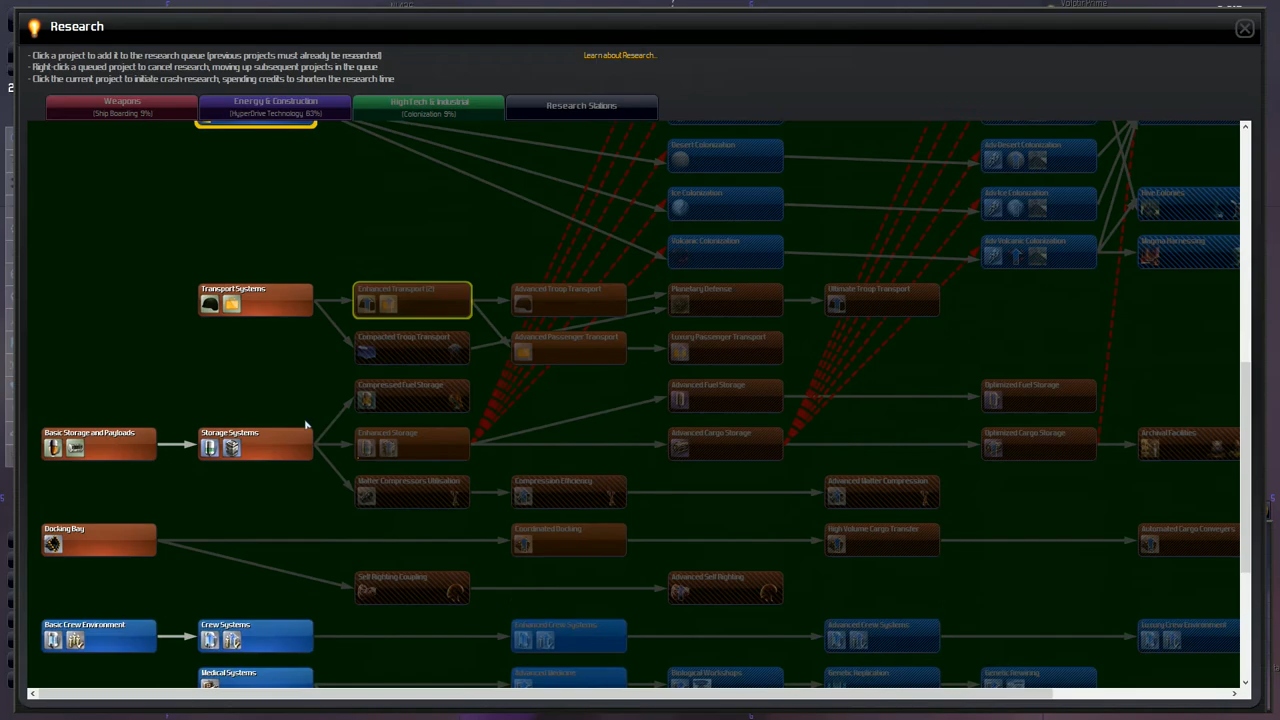 Volptr Prime
Research
- Click a project to add it to the research queue (previous projects must already be researched)
- Right-click a queued project to cancel research, moving up subsequent projects in the queue
- Click the current project to initiate crash-research, spending credits to shorten the research time
Learn about Research...
Weapons
(Ship Boarding 9%)
Energy & Construction
(HyperDrive Technology 63%)
HighTech & Industrial
(Colonization 9%)
Research Stations
Desert Colonization
Adv Desert Colonization
Ice Colonization
Adv Ice Colonization
Hive Colonies
Volcanic Colonization
Adv Volcanic Colonization
Magma Harnessing
Transport Systems
Enhanced Transport (2)
Advanced Troop Transport
Planetary Defense
Ultimate Troop Transport
Compacted Troop Transport
Advanced Passenger Transport
Luxury Passenger Transport
Compressed Fuel Storage
Advanced Fuel Storage
Optimized Fuel Storage
Basic Storage and Payloads
Storage Systems
Enhanced Storage
Advanced Cargo Storage
Optimized Cargo Storage
Archival Facilities
Matter Compressors Utilisation
Compression Efficiency
Advanced Matter Compression
Docking Bay
Coordinated Docking
High Volume Cargo Transfer
Automated Cargo Conveyers
Self Righting Coupling
Advanced Self Righting
Basic Crew Environment
Crew Systems
Enhanced Crew Systems
Advanced Crew Systems
Luxury Crew Environment
Medical Systems
Advanced Medicine
Biological Workshops
Genetic Replication
Genetic Rewiring